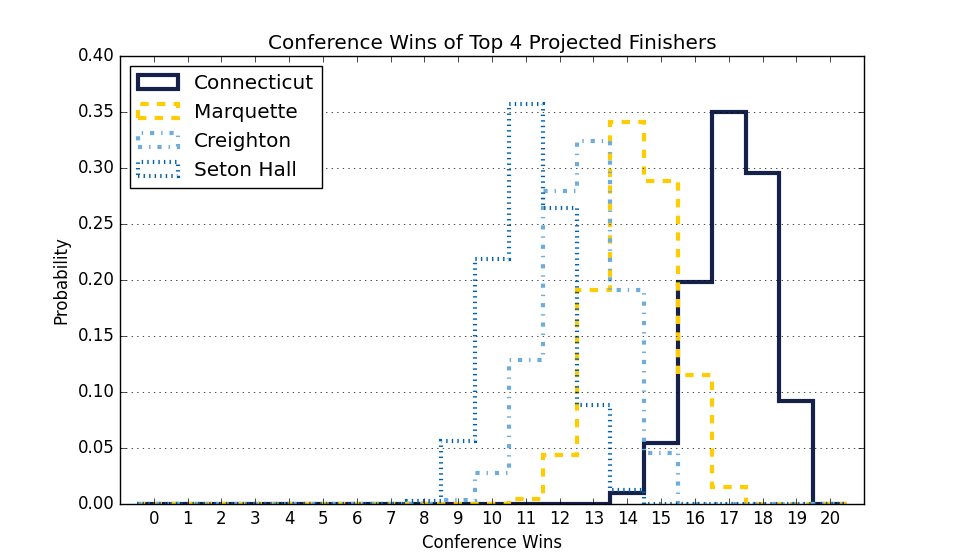 Conference Wins of Top 4 Projected Finishers
0.40
0.35
0.30
0.25
0.20
0.15
0.10
0.05
0.00
Probability
Connecticut
Marquette
Creighton
Seton Hall
0 1 2 3 4 5 6 7 8 9 10 11 12 13 14 15 16 17 18 19 20
Conference Wins